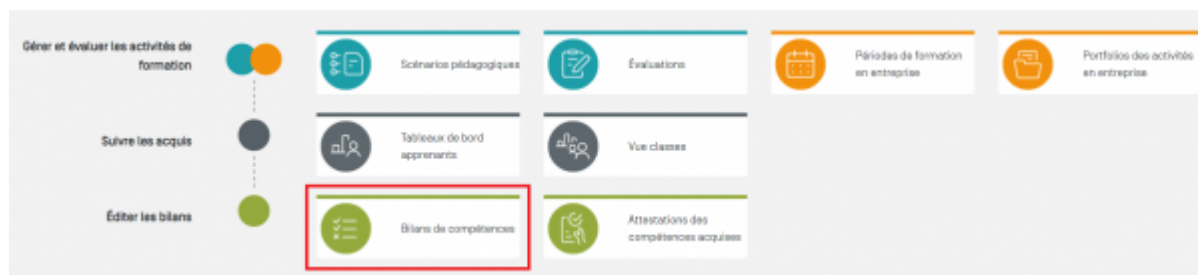 Gérer et évaluer les activités de
formation
Scénarios pédagogiques
Évaluations
Périodes de formation
en entreprise
Portfolios des activités
en entreprise
Suivre les acquis
Tableaux de bord
apprenants
Vue classes
Éditer les bilans
Bilans de compétences
Attestations des
compétences acquises